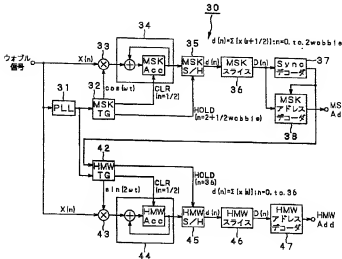 30
34
d(n)=Σ[x(n+1/2)]:n=0.to.2wobble
ウォブル
信号
X(n)
33
MSK
Acc
35
MSK
S/H
d(n)
MSK
スライス
36
D(n)
Sync
デコーダ
37
cos(wt)
31
PLL
32
MSK
TG
CLR
(n=1/2)
HOLD
(n=2+1/2wobble)
MSK
アドレス
デコーダ
38
MS
Ad
42
HMW
TG
HOLD
(n=36)
sin(2wt)
CLR
(n=1/2)
d(n)=Σ[x(n)]:n=0.to.36
X(n)
43
HMW
Acc
44
HMW
S/H
45
d(n)
HMW
スライス
46
D(n)
HMW
アドレス
デコーダ
47
HMW
Add